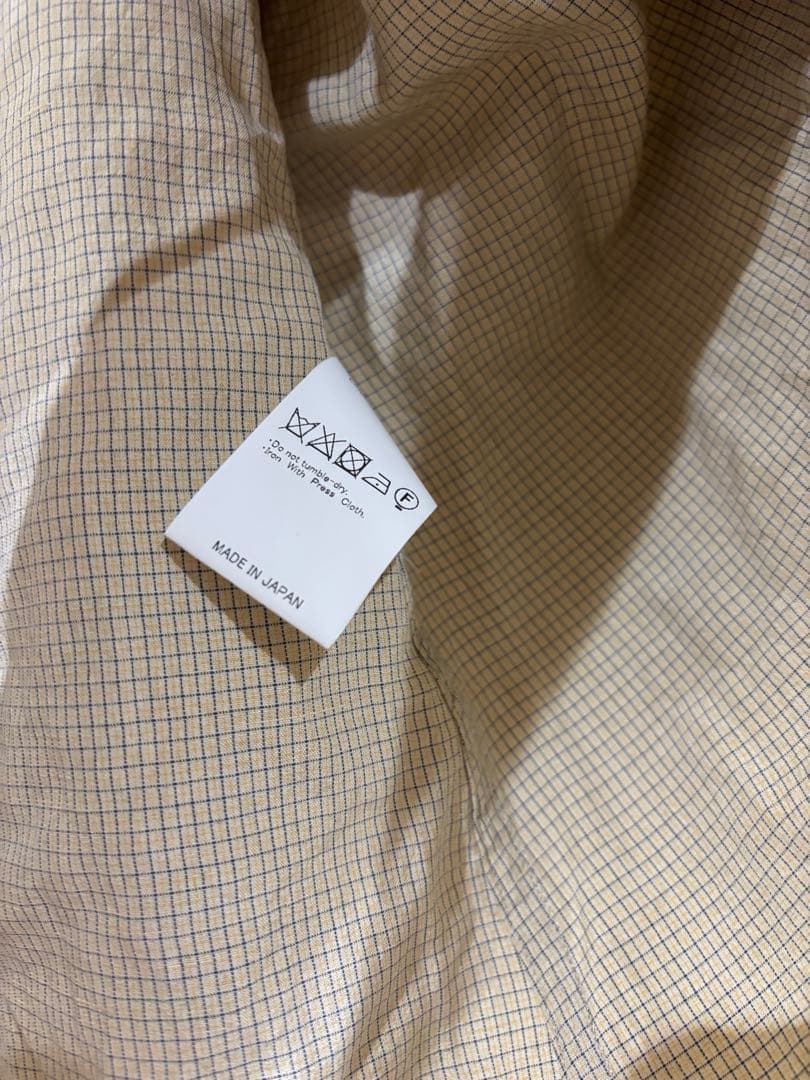 F
·Do not tumble-dry.
·Iron With Press Cloth.
MADE IN JAPAN